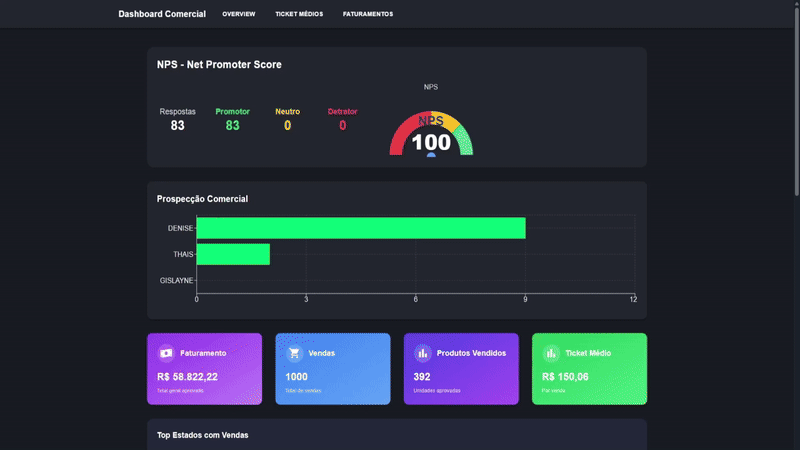 Dashboard Comercial OVERVIEW TICKET MÉDIOS FATURAMENTOS
NPS - Net Promoter Score
NPS
Respostas Promotor Neutro Detrator
83 83 0 0
NPS
100
Prospecção Comercial
DENISE
THAIS
GISLAYNE
0 3 6 9 12
Faturamento
R$ 58.822,22
Total geral aprovado
Vendas
1000
Total de vendas
Produtos Vendidos
392
Unidades aprovadas
Ticket Médio
R$ 150,06
Por venda
Top Estados com Vendas